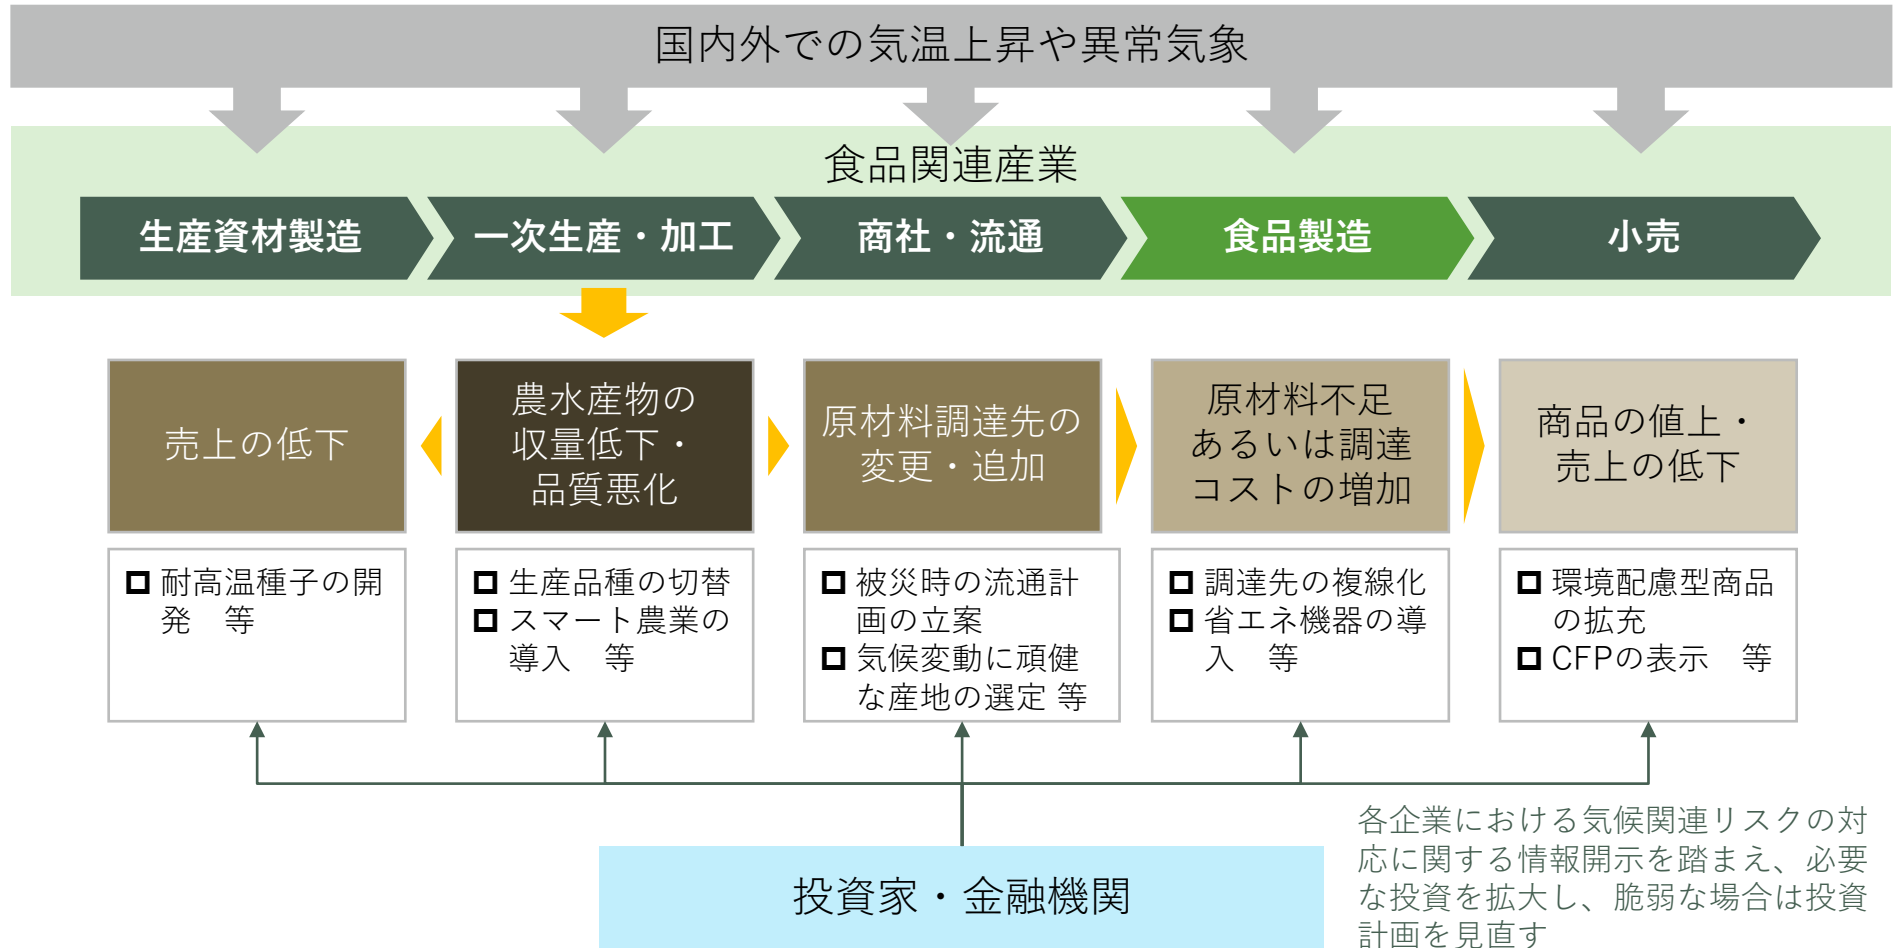 国内外での気温上昇や異常気象
食品関連産業
生産資材製造
一次生産・加工
商社・流通
食品製造
小売
売上の低下
農水産物の
収量低下・
品質悪化
原材料調達先の
変更・追加
原材料不足
あるいは調達
コストの増加
商品の値上・
売上の低下
耐高温種子の開
発　等
生産品種の切替
スマート農業の
導入　等
被災時の流通計
画の立案
気候変動に頑健
な産地の選定 等
調達先の複線化
省エネ機器の導
入　等
環境配慮型商品
の拡充
CFPの表示　等
投資家・金融機関
各企業における気候関連リスクの対
応に関する情報開示を踏まえ、必要
な投資を拡大し、脆弱な場合は投資
計画を見直す